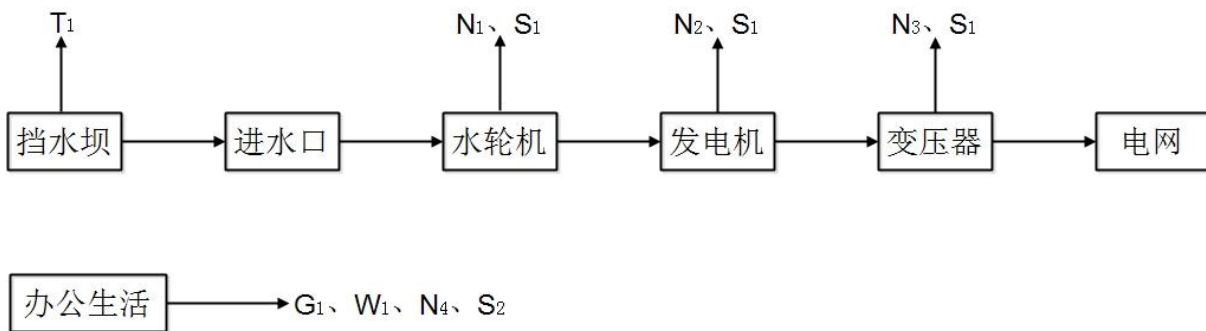 T₁ N₁、S₁ N₂、S₁ N₃、S₁
挡水坝 进水口 水轮机 发电机 变压器 电网
办公生活 G₁、W₁、N₄、S₂